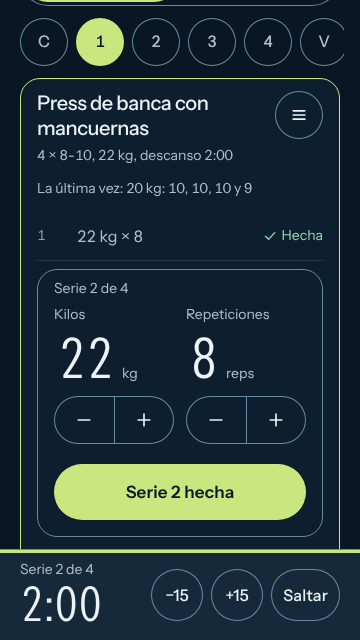 C 1 2 3 4 V
Press de banca con
mancuernas
4 × 8-10, 22 kg, descanso 2:00
La última vez: 20 kg: 10, 10, 10 y 9
1 22 kg × 8 ✓ Hecha
Serie 2 de 4
Kilos Repeticiones
22 kg 8 reps
− + − +
Serie 2 hecha
Serie 2 de 4
2:00 −15 +15 Saltar